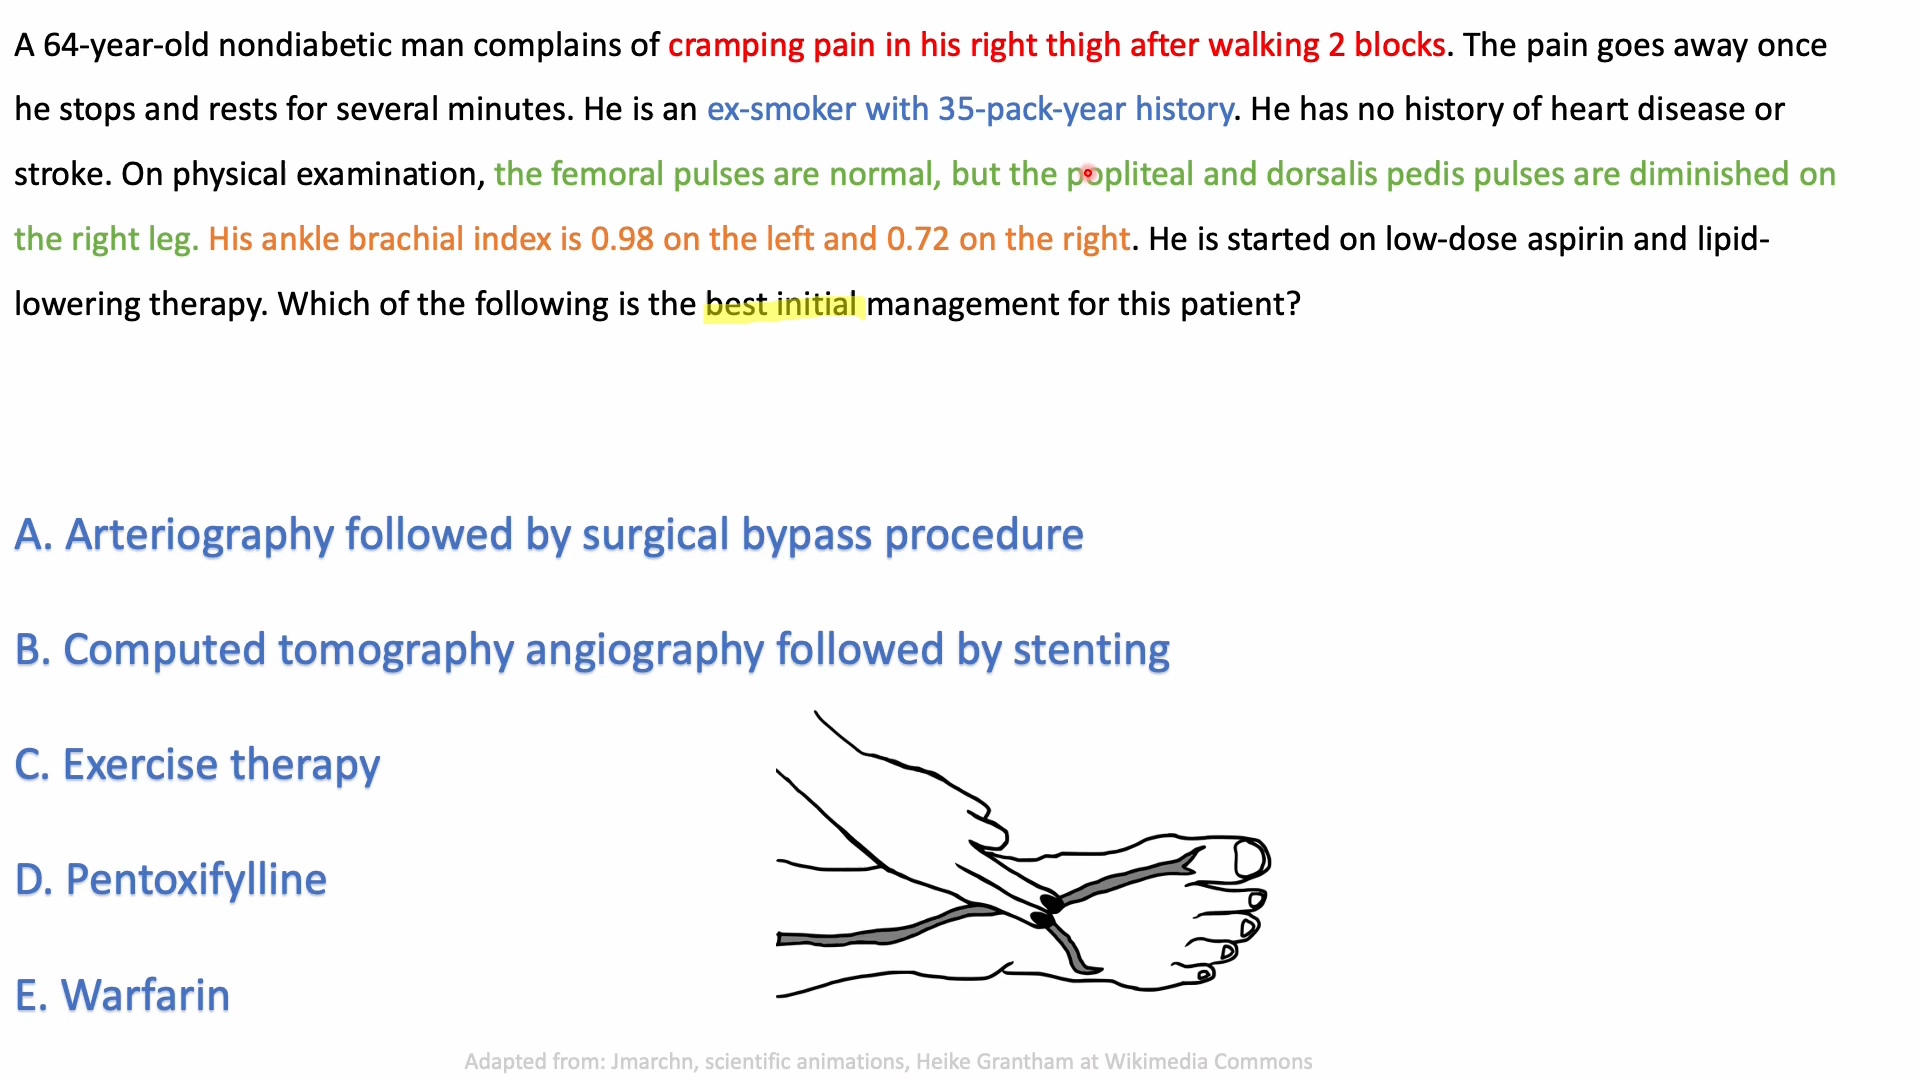 A 64-year-old nondiabetic man complains of cramping pain in his right thigh after walking 2 blocks. The pain goes away once
he stops and rests for several minutes. He is an ex-smoker with 35-pack-year history. He has no history of heart disease or
stroke. On physical examination, the femoral pulses are normal, but the popliteal and dorsalis pedis pulses are diminished on
the right leg. His ankle brachial index is 0.98 on the left and 0.72 on the right. He is started on low-dose aspirin and lipid-
lowering therapy. Which of the following is the best initial management for this patient?
A. Arteriography followed by surgical bypass procedure
B. Computed tomography angiography followed by stenting
C. Exercise therapy
D. Pentoxifylline
E. Warfarin
Adapted from: Jmarchn, scientific animations, Heike Grantham at Wikimedia Commons